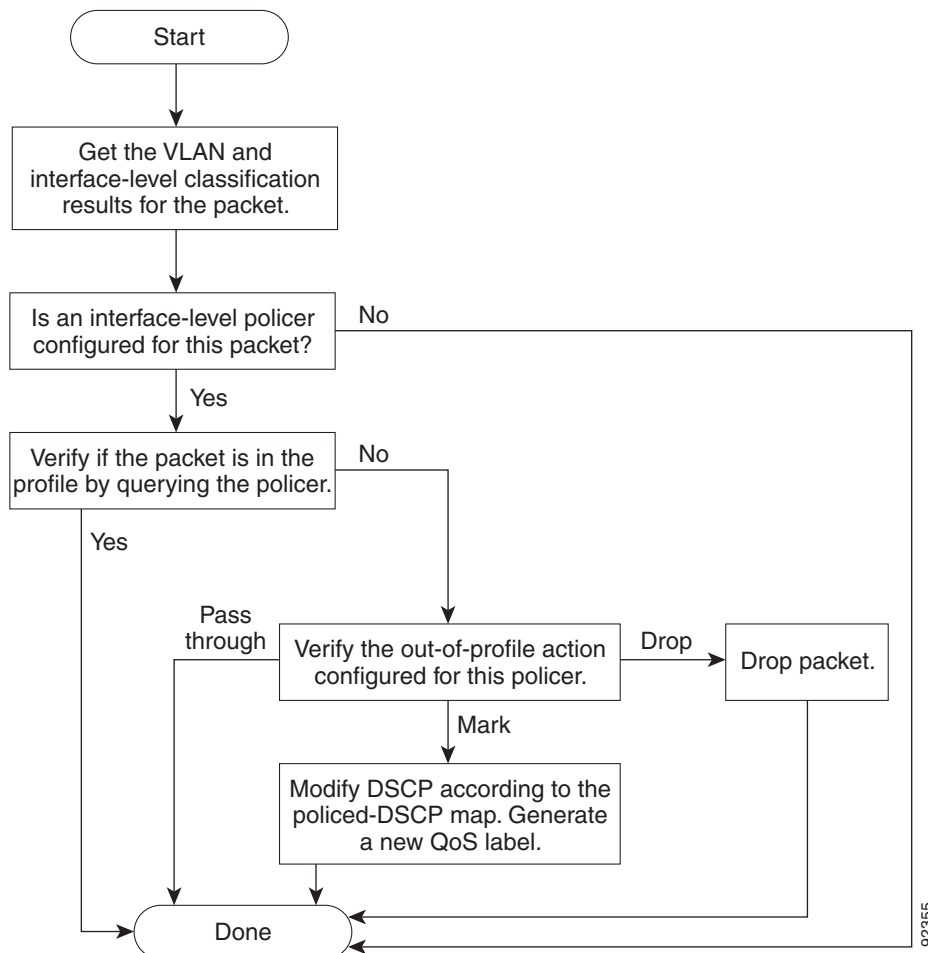 Start
Get the VLAN and
interface-level classification
results for the packet.
Is an interface-level policer
configured for this packet?
No
Yes
Verify if the packet is in the
profile by querying the policer.
No
Yes
Pass
through
Verify the out-of-profile action
configured for this policer.
Drop
Drop packet.
Mark
Modify DSCP according to the
policed-DSCP map. Generate
a new QoS label.
Done
92355